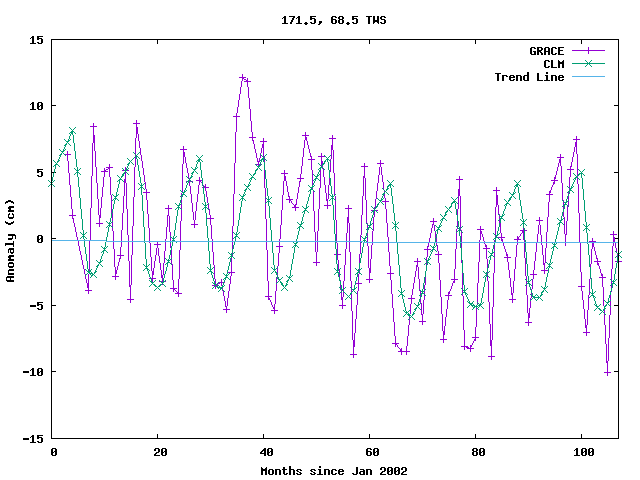 171.5, 68.5 TWS
GRACE
CLM
Trend Line
15
10
5
0
-5
-10
-15
Anomaly (cm)
0 20 40 60 80 100
Months since Jan 2002